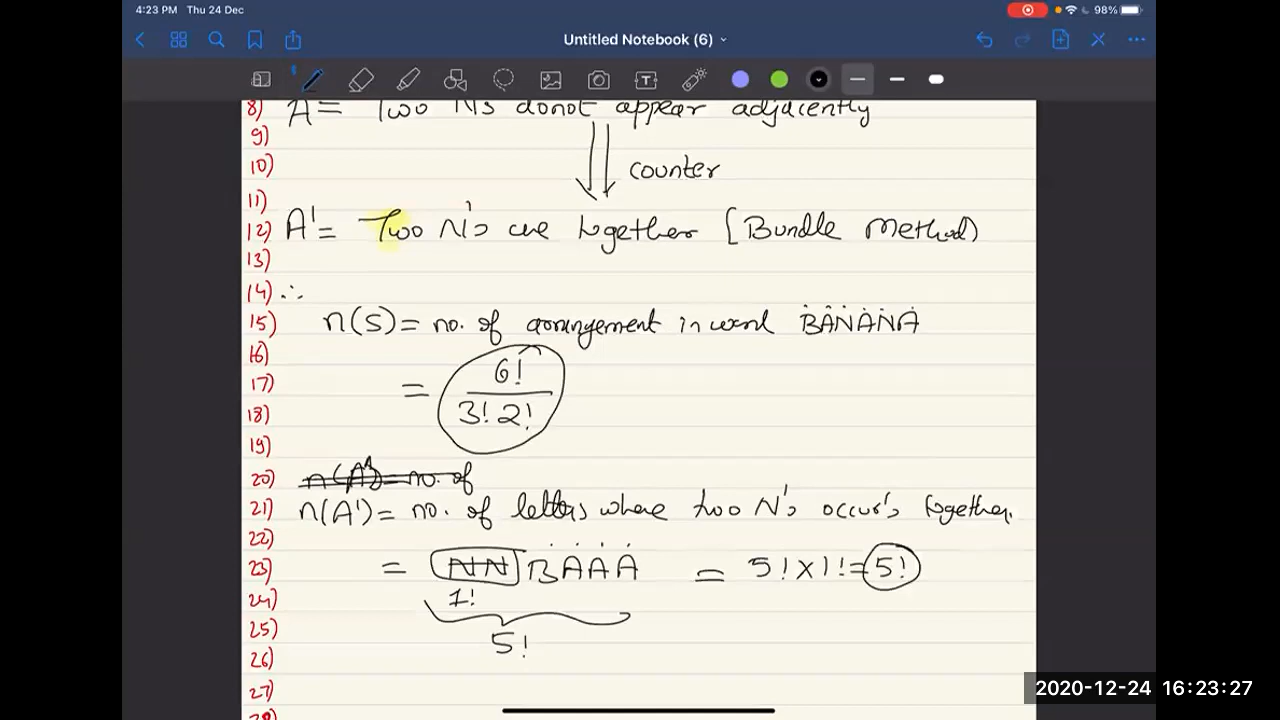 4:23 PM Thu 24 Dec
98%
Untitled Notebook (6)
8) A = Two N's donot appear adjacently
9)
10) counter
11)
12) A' = Two N's are together [Bundle Method)
13)
14) ∴
15) n(S) = no. of arrangement in word BANANA
16)
17) = 6!
18) 3! 2!
19)
20) n(A') = no. of
21) n(A') = no. of letters where two N's occur's together.
22)
23) = NN BAAA = 5! X 1! = 5!
24) 1!
25)
26) 5!
27)
28)
2020-12-24 16:23:27